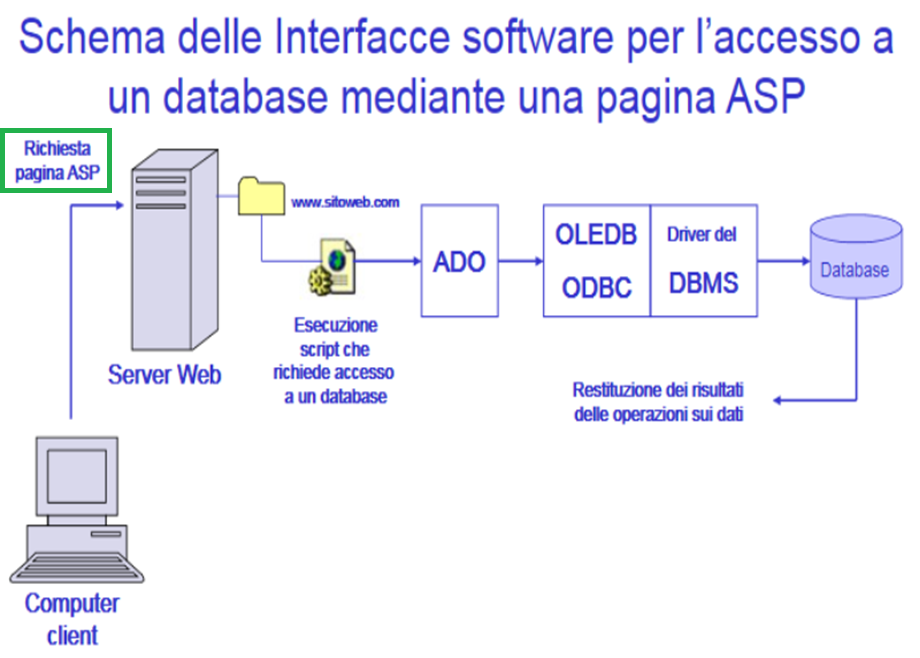 Schema delle Interfacce software per l'accesso a
un database mediante una pagina ASP
Richiesta
pagina ASP
www.sitoweb.com
ADO
OLEDB
ODBC
Driver del
DBMS
Database
Esecuzione
script che
richiede accesso
a un database
Server Web
Restituzione dei risultati
delle operazioni sui dati
Computer
client